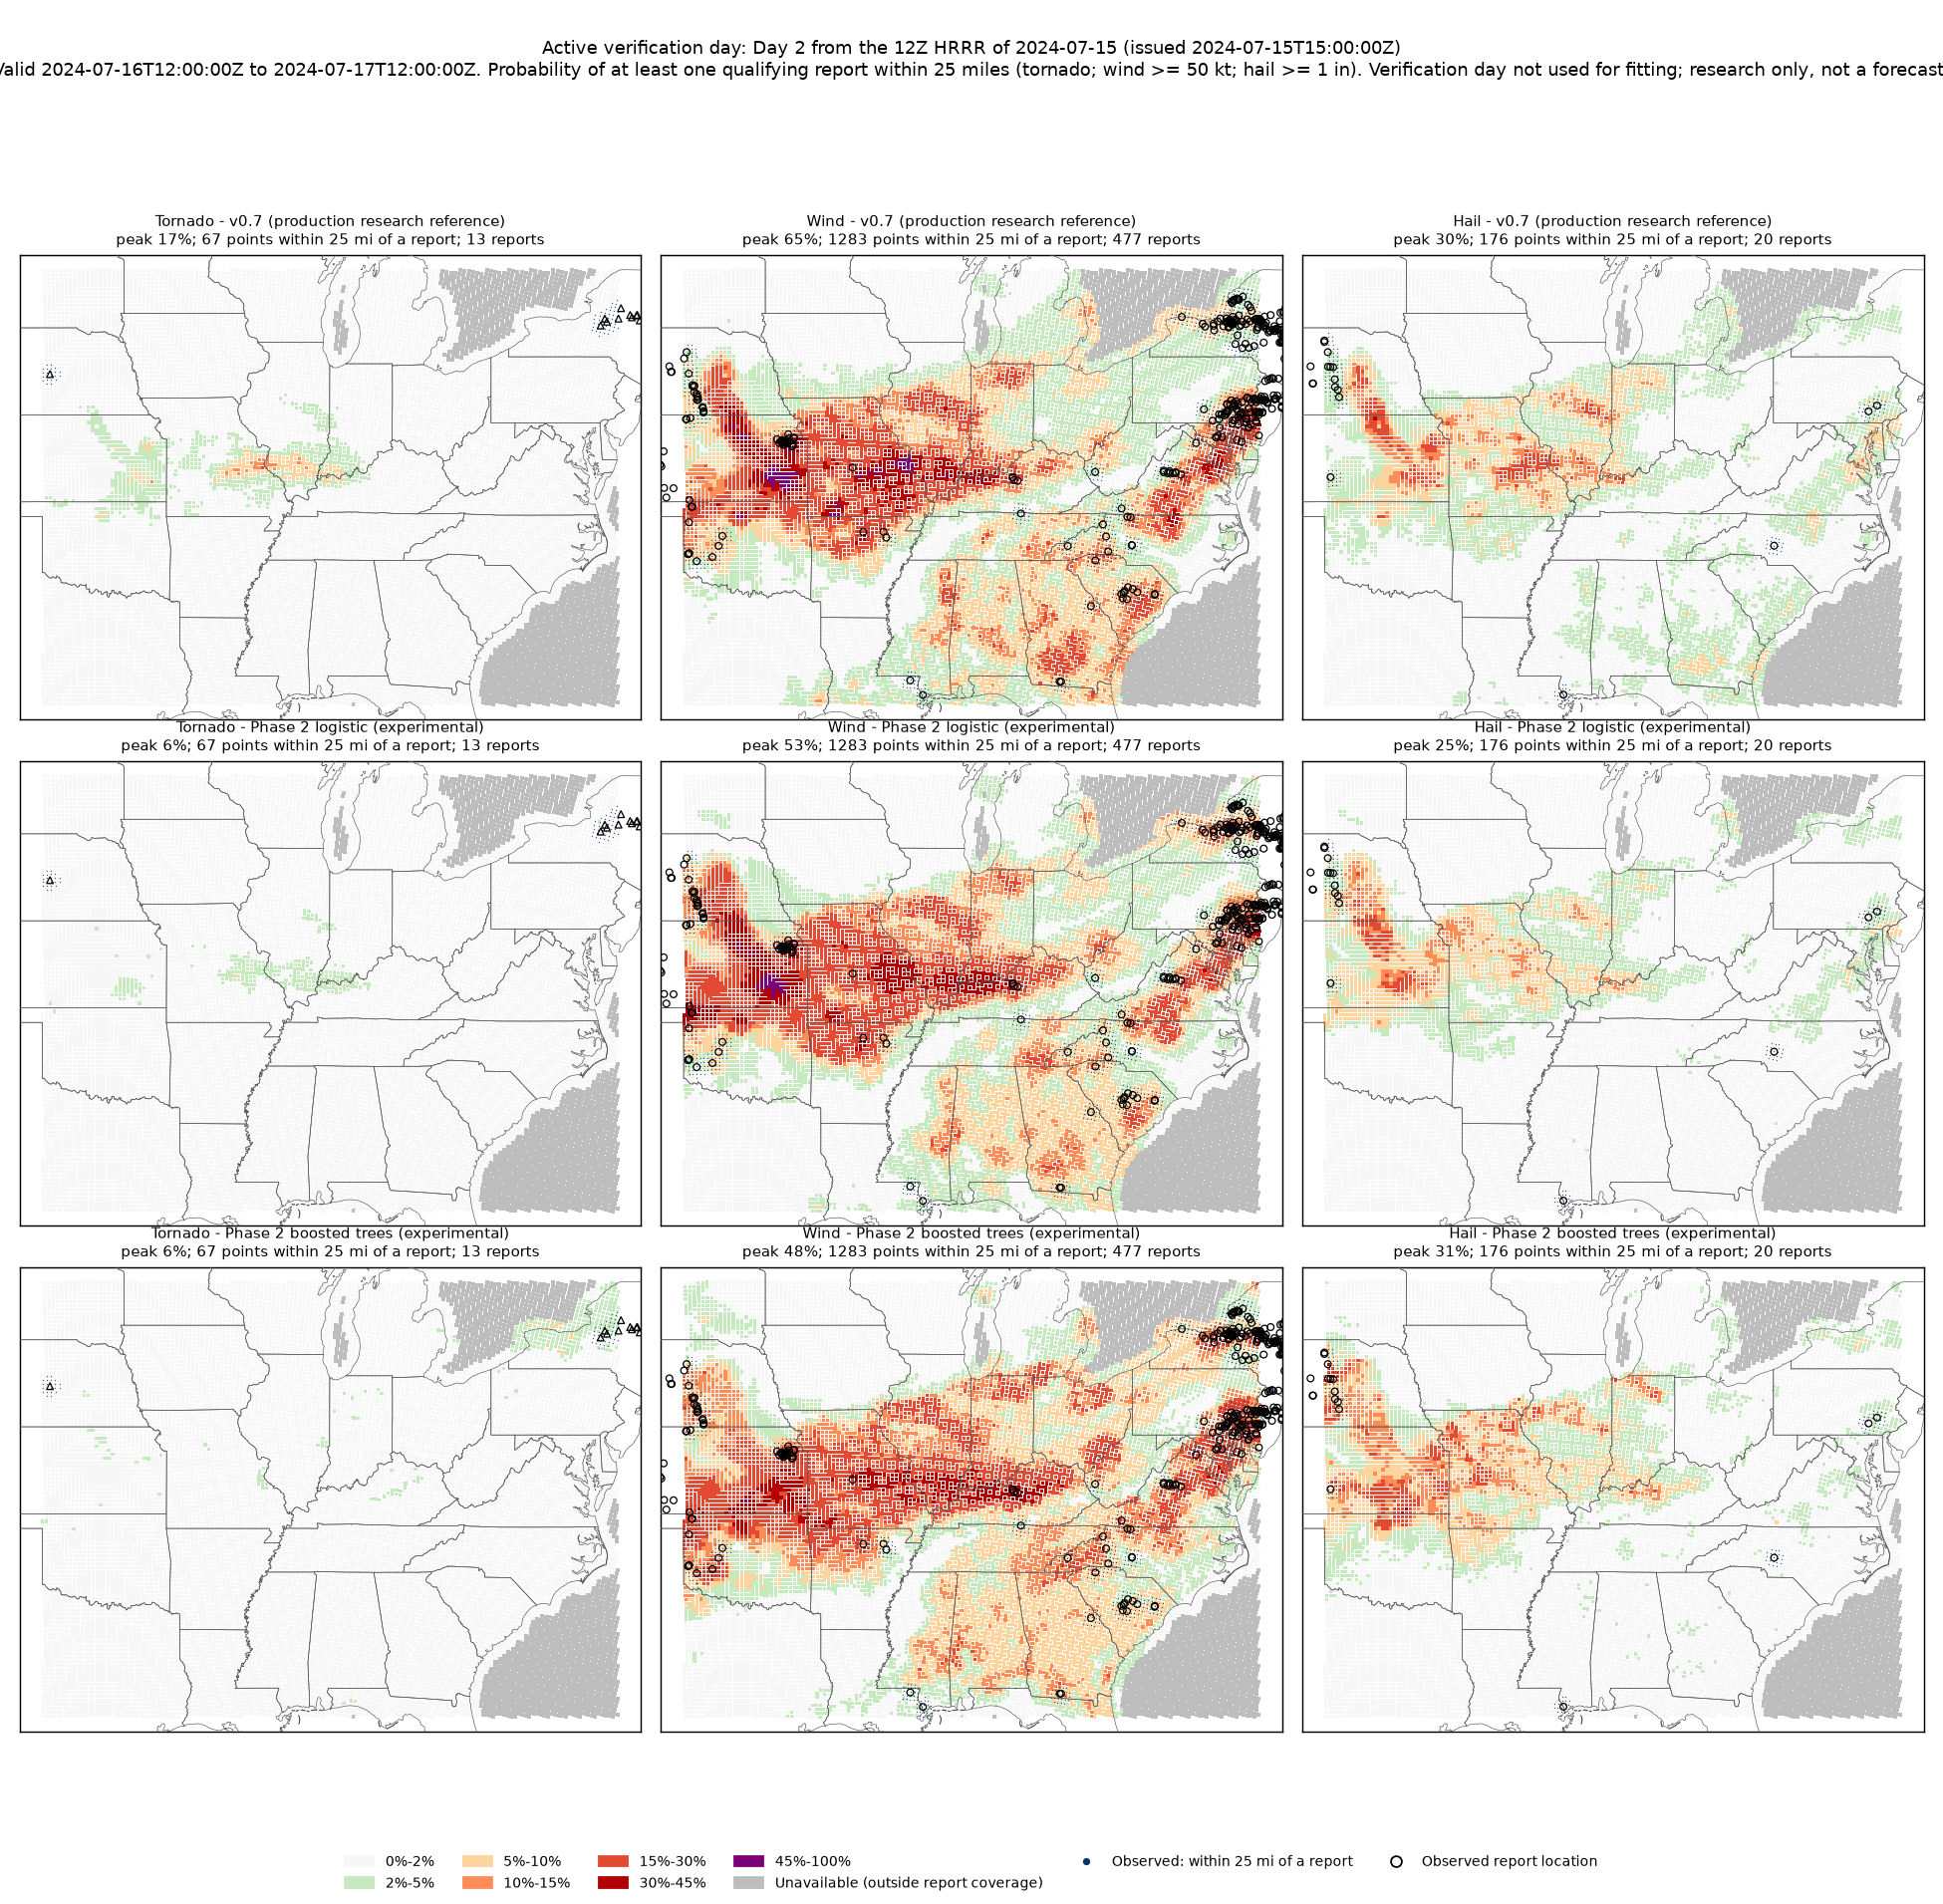 Active verification day: Day 2 from the 12Z HRRR of 2024-07-15 (issued 2024-07-15T15:00:00Z)
Valid 2024-07-16T12:00:00Z to 2024-07-17T12:00:00Z. Probability of at least one qualifying report within 25 miles (tornado; wind >= 50 kt; hail >= 1 in). Verification day not used for fitting; research only, not a forecast
Tornado - v0.7 (production research reference)
peak 17%; 67 points within 25 mi of a report; 13 reports
Wind - v0.7 (production research reference)
peak 65%; 1283 points within 25 mi of a report; 477 reports
Hail - v0.7 (production research reference)
peak 30%; 176 points within 25 mi of a report; 20 reports
Tornado - Phase 2 logistic (experimental)
peak 6%; 67 points within 25 mi of a report; 13 reports
Wind - Phase 2 logistic (experimental)
peak 53%; 1283 points within 25 mi of a report; 477 reports
Hail - Phase 2 logistic (experimental)
peak 25%; 176 points within 25 mi of a report; 20 reports
Tornado - Phase 2 boosted trees (experimental)
peak 6%; 67 points within 25 mi of a report; 13 reports
Wind - Phase 2 boosted trees (experimental)
peak 48%; 1283 points within 25 mi of a report; 477 reports
Hail - Phase 2 boosted trees (experimental)
peak 31%; 176 points within 25 mi of a report; 20 reports
0%-2%
2%-5%
5%-10%
10%-15%
15%-30%
30%-45%
45%-100%
Unavailable (outside report coverage)
Observed: within 25 mi of a report
Observed report location